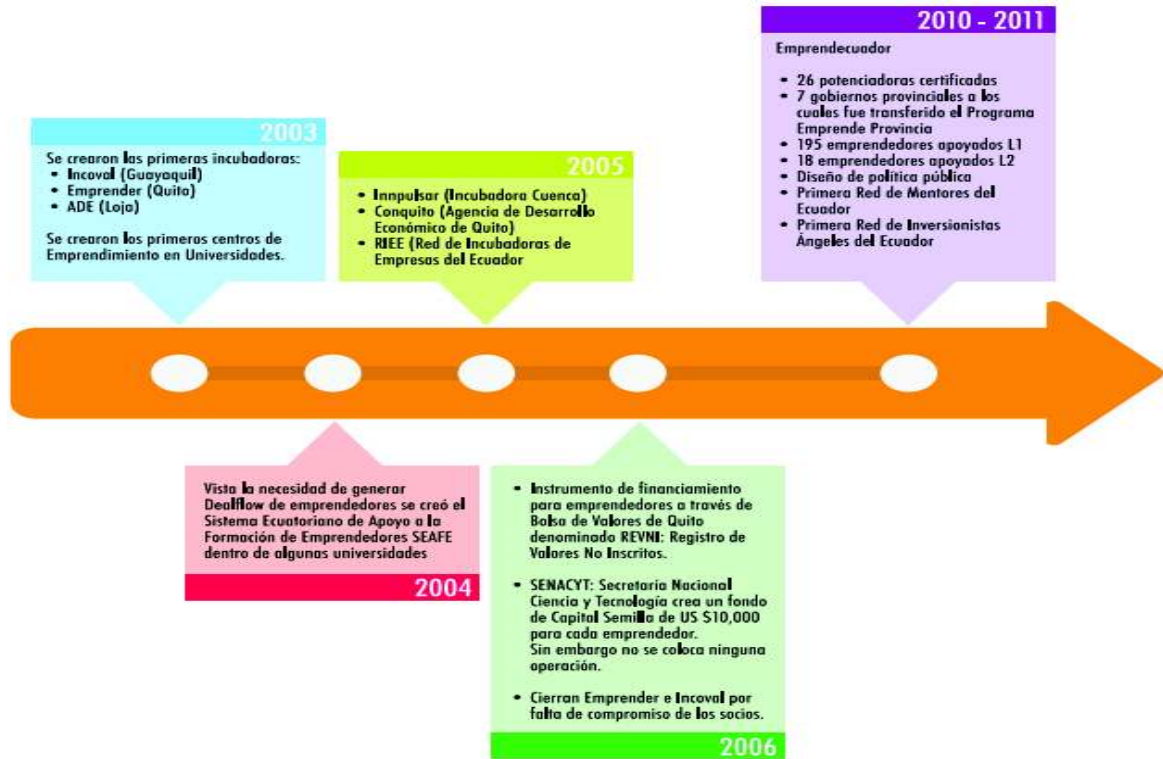 2003
Se crearon las primeras incubadoras:
• Incoval (Guayaquil)
• Emprender (Quito)
• ADE (Loja)
Se crearon los primeros centros de
Emprendimiento en Universidades.
Vista la necesidad de generar
Dealflow de emprendedores se creó el
Sistema Ecuatoriano de Apoyo a la
Formación de Emprendedores SEAFE
dentro de algunas universidades
2004
2005
• Innpulsar (Incubadora Cuenca)
• Conquito (Agencia de Desarrollo
Económico de Quito)
• RIEE (Red de Incubadoras de
Empresas del Ecuador
• Instrumento de financiamiento
para emprendedores a través de
Bolsa de Valores de Quito
denominado REVNI: Registro de
Valores No Inscritos.
• SENACYT: Secretaría Nacional
Ciencia y Tecnología crea un fondo
de Capital Semilla de US $10,000
para cada emprendedor.
Sin embargo no se coloca ninguna
operación.
• Cierran Emprender e Incoval por
falta de compromiso de los socios.
2006
2010 - 2011
Emprendecuador
• 26 potenciadoras certificadas
• 7 gobiernos provinciales a los
cuales fue transferido el Programa
Emprende Provincia
• 195 emprendedores apoyados L1
• 18 emprendedores apoyados L2
• Diseño de política pública
• Primera Red de Mentores del
Ecuador
• Primera Red de Inversionistas
Ángeles del Ecuador